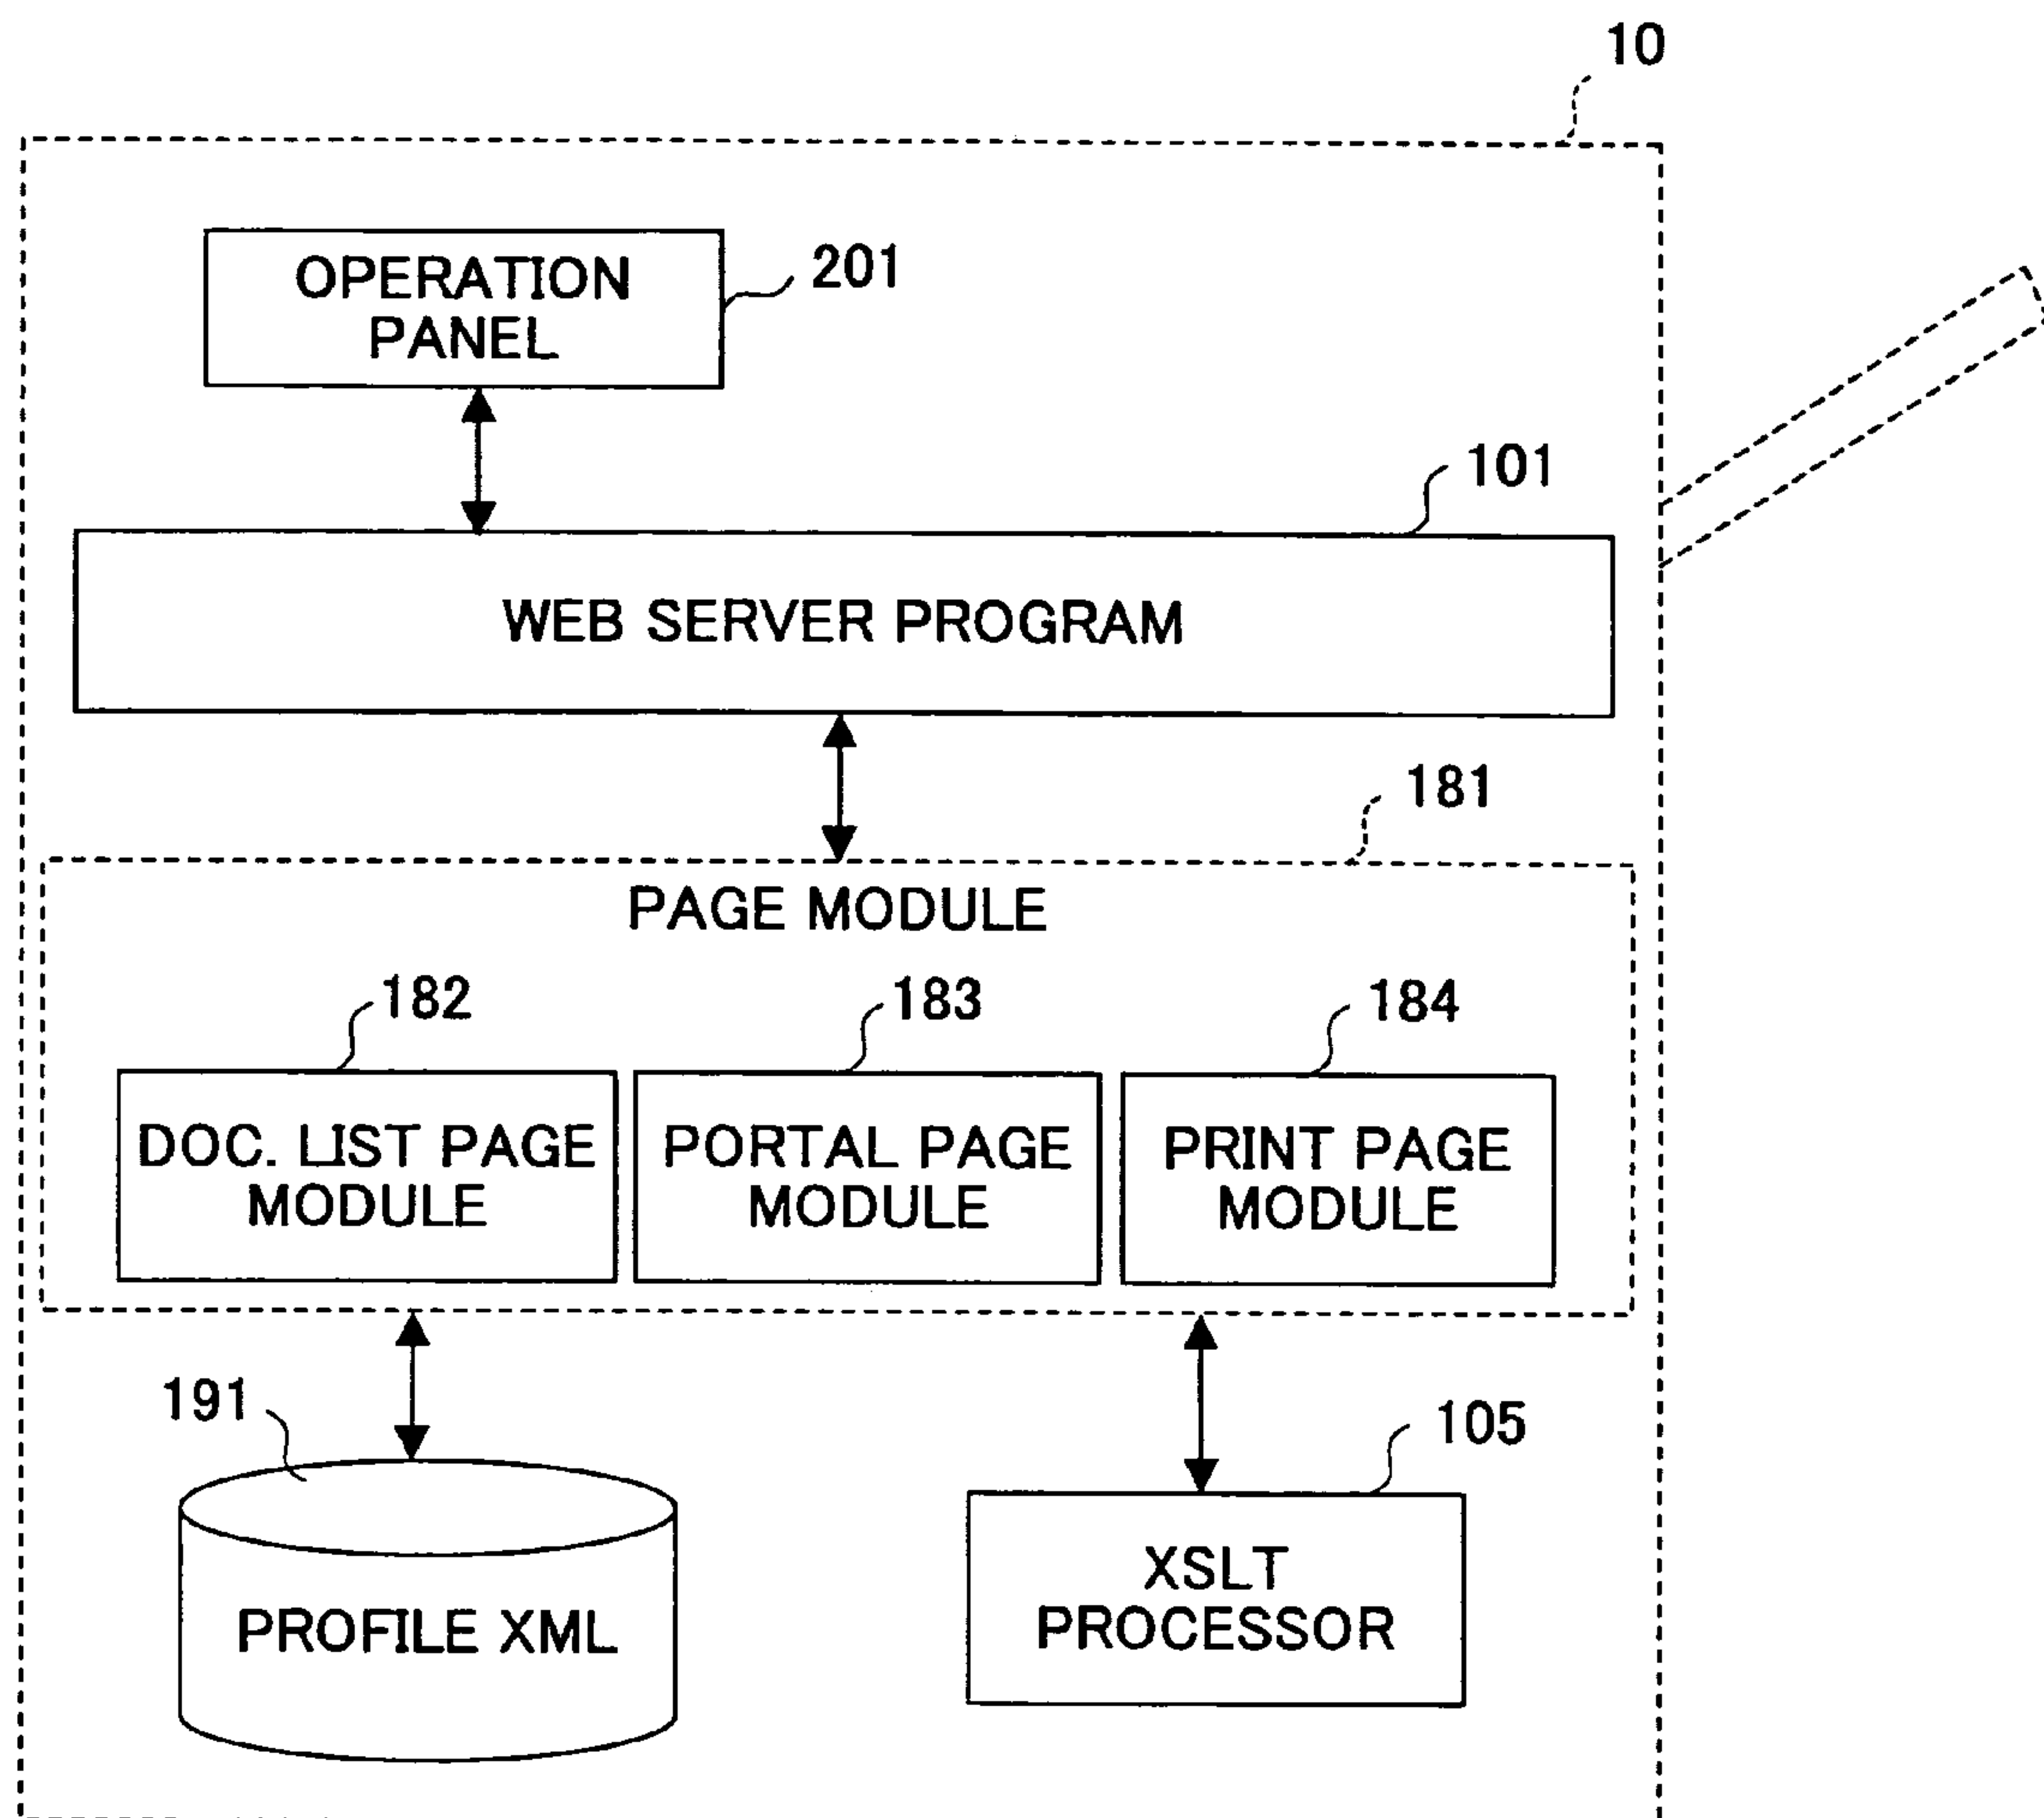 10
OPERATION
PANEL
201
101
WEB SERVER PROGRAM
181
PAGE MODULE
182
183
184
DOC. LIST PAGE
MODULE
PORTAL PAGE
MODULE
PRINT PAGE
MODULE
191
105
PROFILE XML
XSLT
PROCESSOR